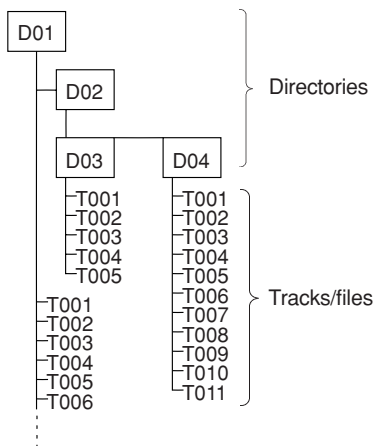 D01
D02
Directories
D03
D04
T001
T002
T003
T004
T005
T001
T002
T003
T004
T005
T006
T007
T008
T009
T010
T011
Tracks/files
T001
T002
T003
T004
T005
T006